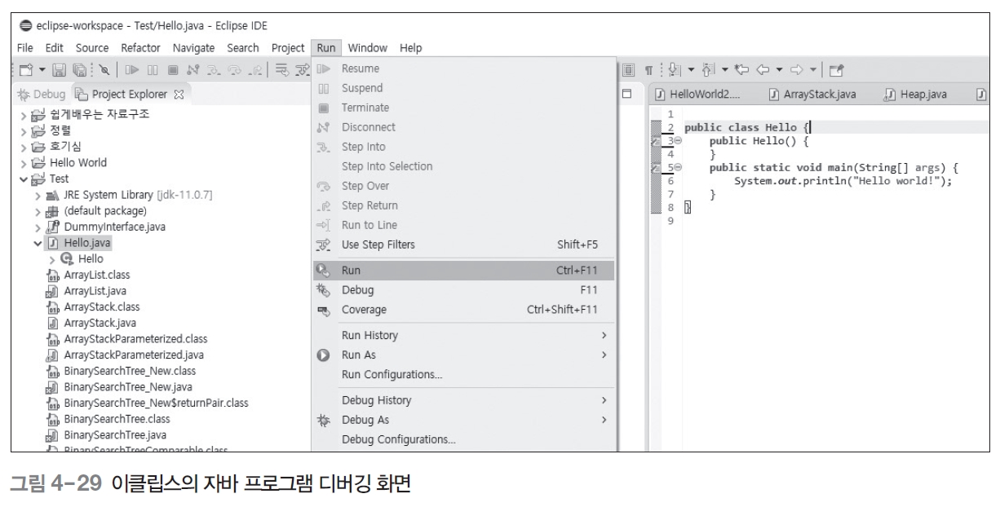 eclipse-workspace - Test/Hello.java - Eclipse IDE
File Edit Source Refactor Navigate Search Project Run Window Help
Debug Project Explorer
쉽게배우는 자료구조
정렬
호기심
Hello World
Test
JRE System Library [jdk-11.0.7]
(default package)
DummyInterface.java
Hello.java
Hello
ArrayList.class
ArrayList.java
ArrayStack.class
ArrayStack.java
ArrayStackParameterized.class
ArrayStackParameterized.java
BinarySearchTree_New.class
BinarySearchTree_New.java
BinarySearchTree_New$returnPair.class
BinarySearchTree.class
BinarySearchTree.java
BinarySearchTreeComparable.class
Resume
Suspend
Terminate
Disconnect
Step Into
Step Into Selection
Step Over
Step Return
Run to Line
Use Step Filters Shift+F5
Run Ctrl+F11
Debug F11
Coverage Ctrl+Shift+F11
Run History
Run As
Run Configurations...
Debug History
Debug As
Debug Configurations...
HelloWorld2.... ArrayStack.java Heap.java
1
2 public class Hello {
3 public Hello() {
4 }
5 public static void main(String[] args) {
6 System.out.println("Hello world!");
7 }
8 }
9
그림 4-29 이클립스의 자바 프로그램 디버깅 화면